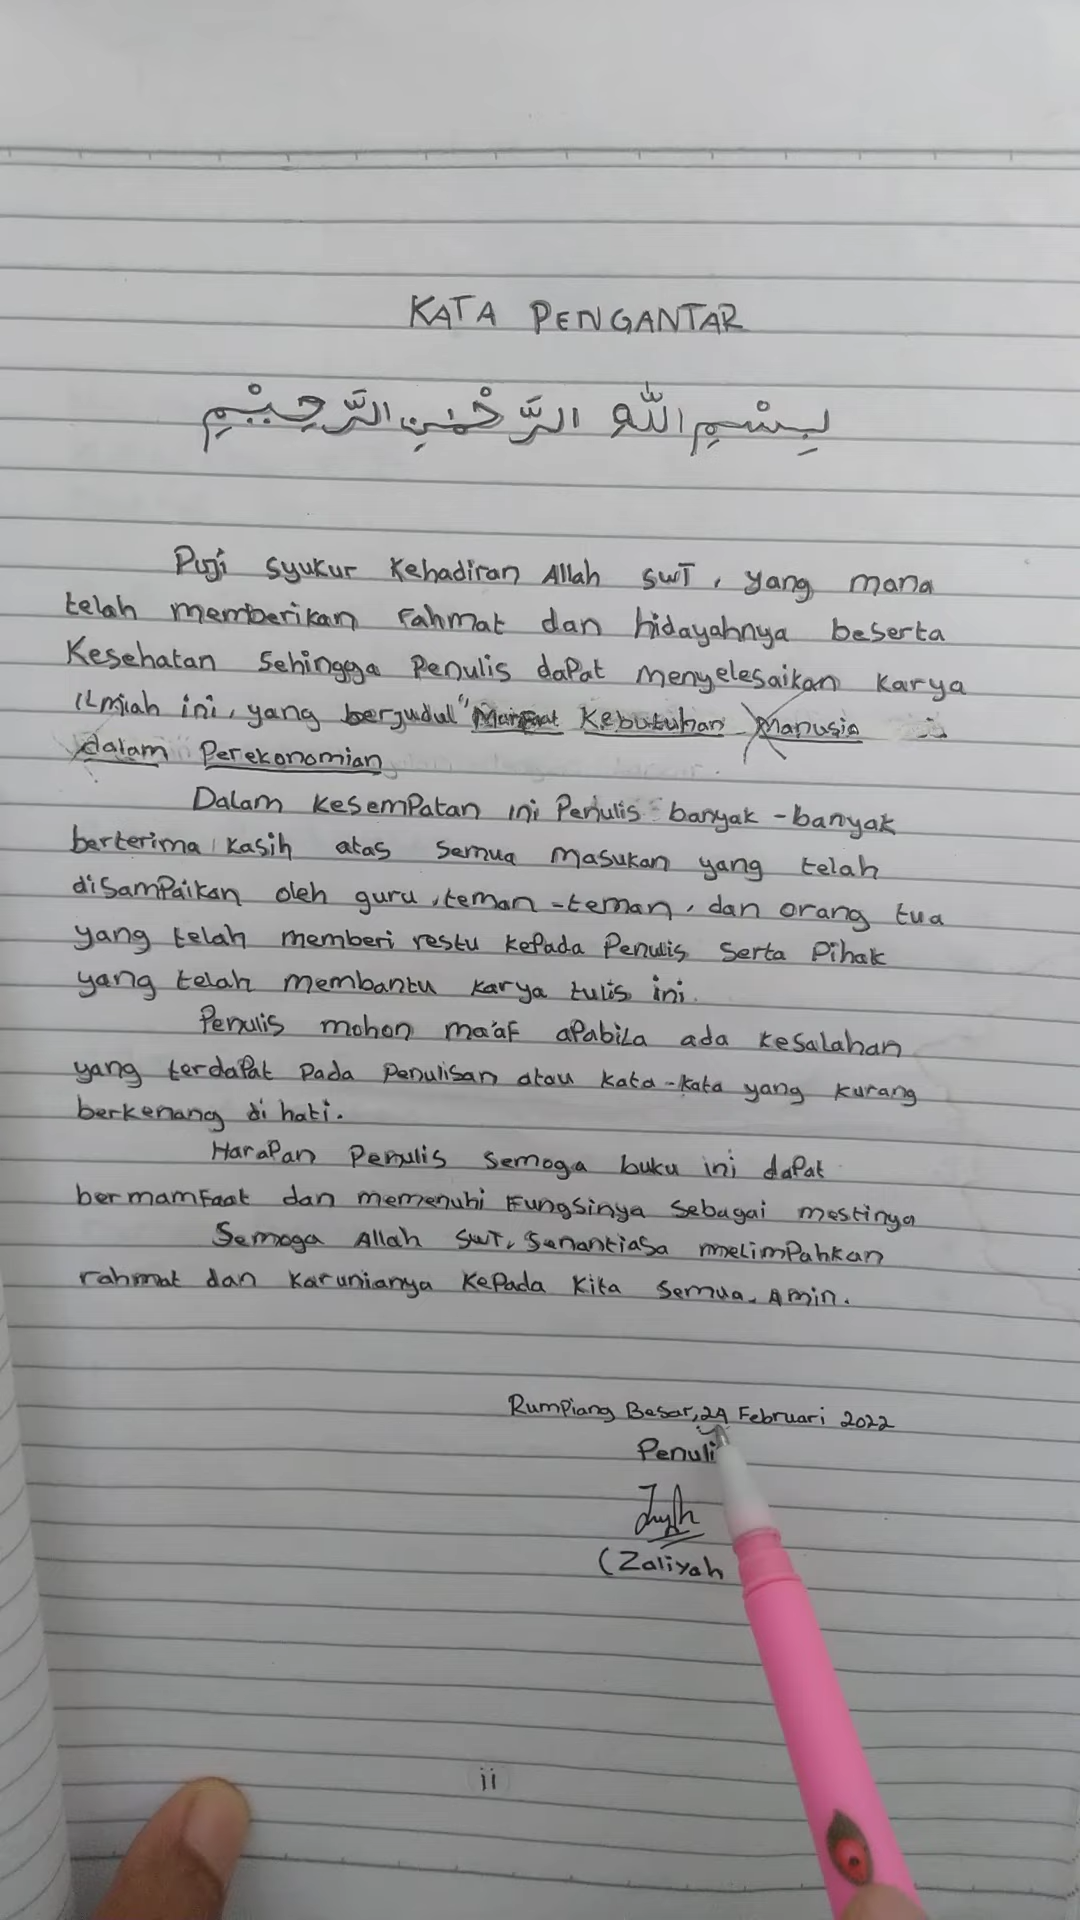 KATA PENGANTAR
بِسْمِ اللّٰهِ الرَّحْمٰنِ الرَّحِيْمِ
Puji syukur Kehadiran Allah SWT, yang mana
telah memberikan rahmat dan hidayahnya beserta
Kesehatan Sehingga Penulis dapat menyelesaikan Karya
ilmiah ini, yang berjudul "Kebutuhan Manusia
dalam Perekonomian
Dalam Kesempatan ini Penulis banyak-banyak
berterima kasih atas semua masukan yang telah
disampaikan oleh guru, teman-teman, dan orang tua
yang telah memberi restu kepada Penulis Serta Pihak
yang telah membantu karya tulis ini.
Penulis mohon ma'af apabila ada kesalahan
yang terdapat pada penulisan atau kata-kata yang kurang
berkenang di hati.
Harapan Penulis semoga buku ini dapat
bermamfaat dan memenuhi Fungsinya sebagai mestinya
Semoga Allah SWT, Senantiasa melimpahkan
rahmat dan Karunianya Kepada Kita Semua. Amin.
Rumpiang Besar, 24 Februari 2022
Penuli
(Zaliyah
ii